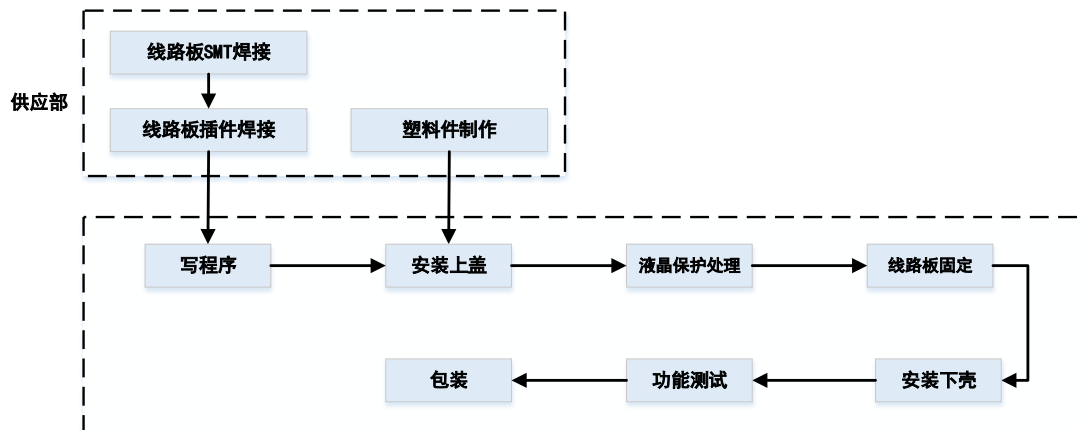 线路板SMT焊接
供应部
线路板插件焊接
塑料件制作
写程序
安装上盖
液晶保护处理
线路板固定
包装
功能测试
安装下壳